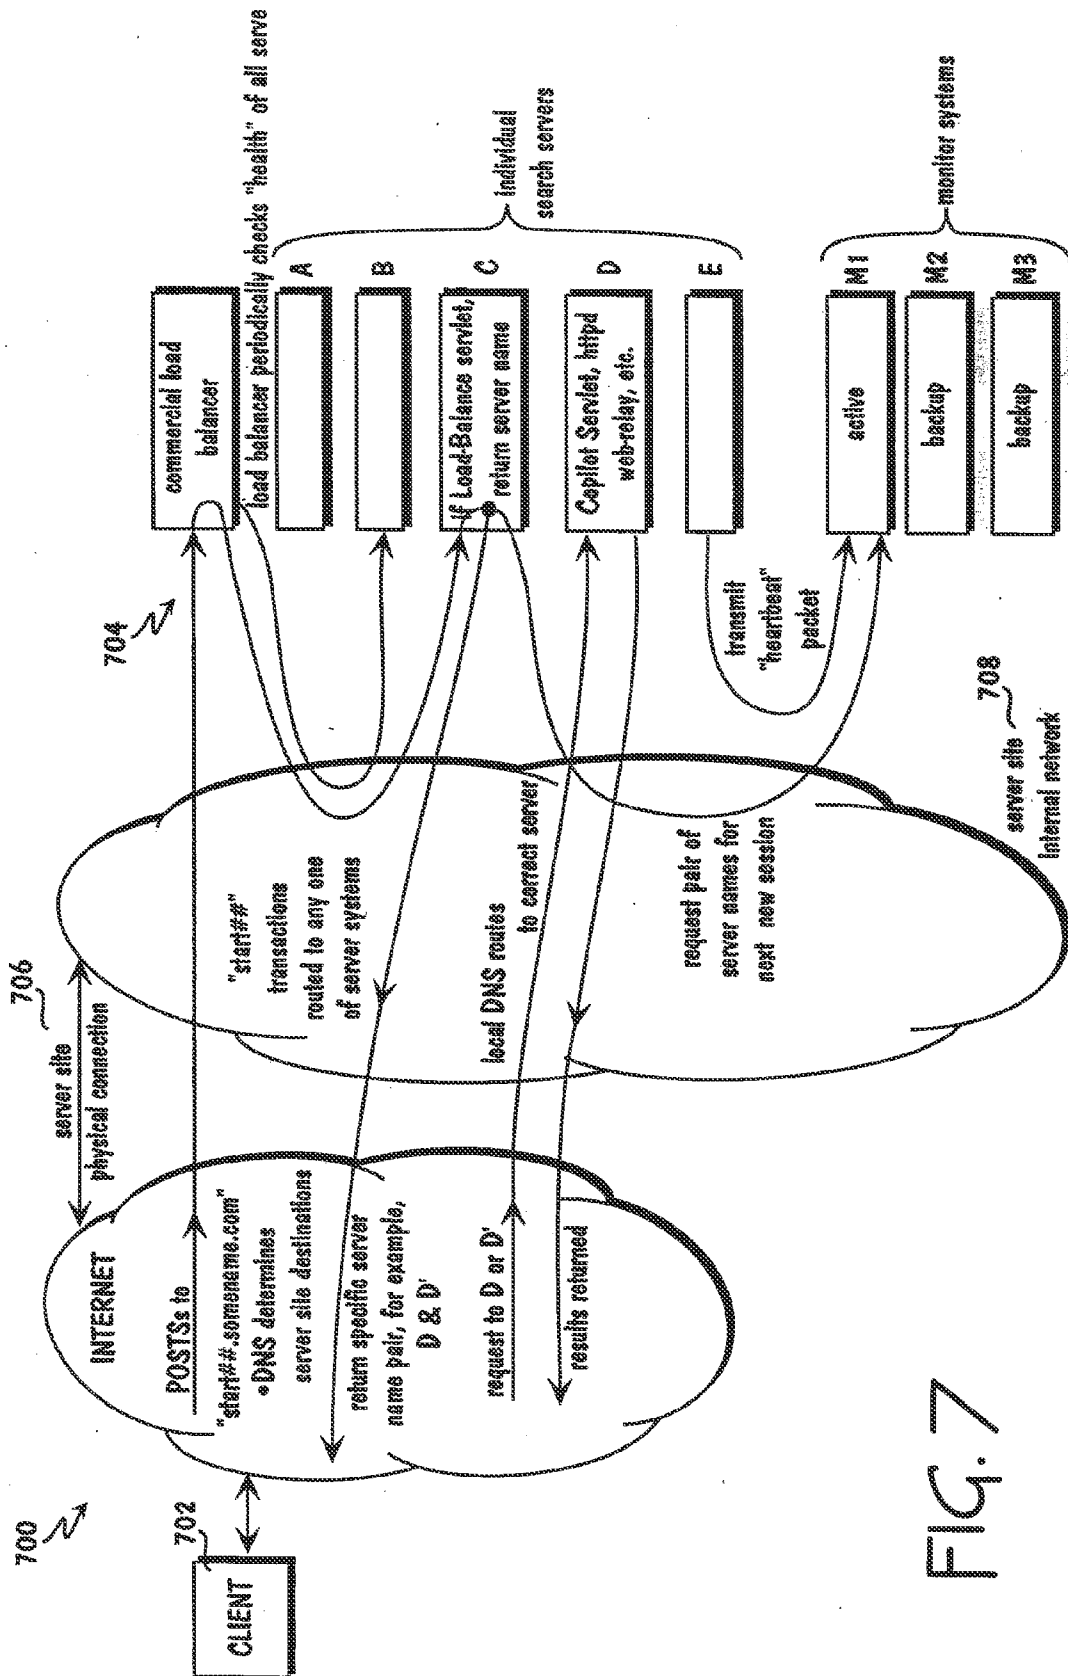 700
CLIENT
702
INTERNET
POSTSs to
"start##.somename.com"
•DNS determines
server site destinations
return specific server
name pair, for example,
D & D'
request to D or D'
results returned
706
server site
physical connection
"start##"
transactions
routed to any one
of server systems
local DNS routes
to correct server
request pair of
server names for
next new session
708
server site
internal network
704
commercial load
balancer
load balancer periodically checks "health" of all serve
A
B
C
If Load-Balance servlet,
return server name
D
Copilot Servlet, httpd
web-relay, etc.
E
individual
search servers
transmit
"heartbeat"
packet
active
M1
backup
M2
backup
M3
monitor systems
FIG. 7